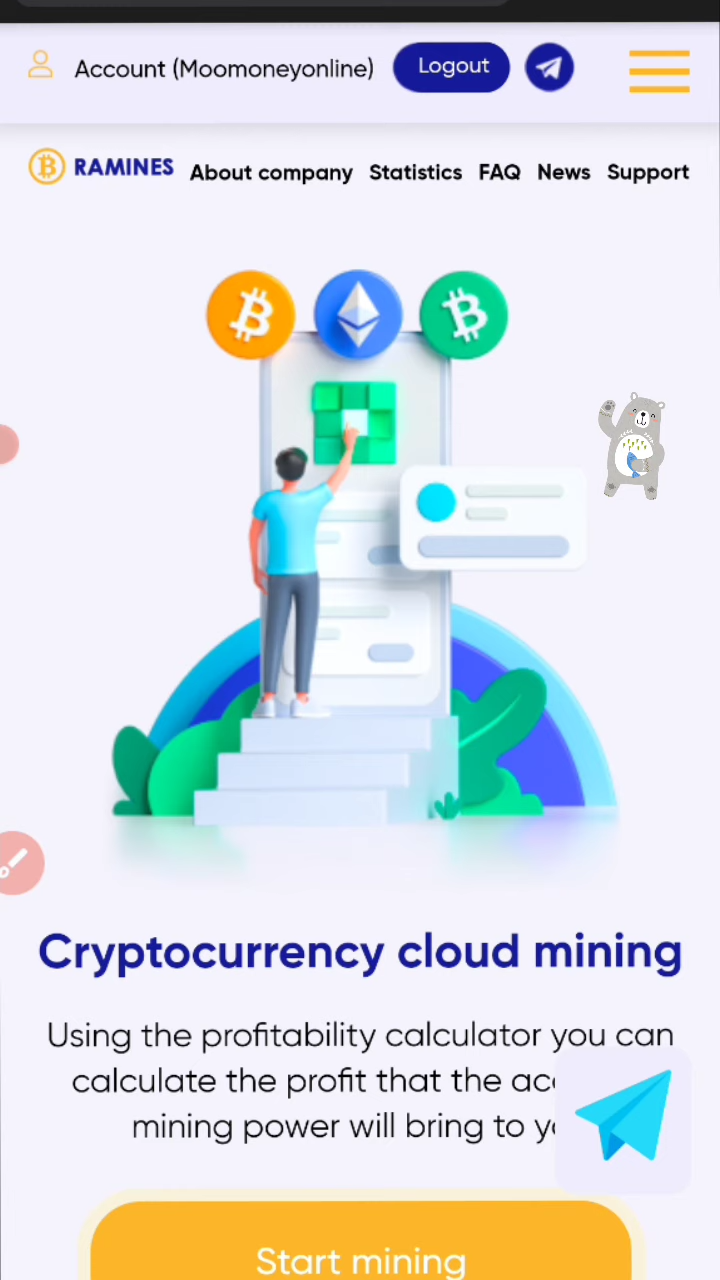 Account (Moomoneyonline) Logout
RAMINES About company Statistics FAQ News Support
Cryptocurrency cloud mining
Using the profitability calculator you can
calculate the profit that the
mining power will bring to
Start mining